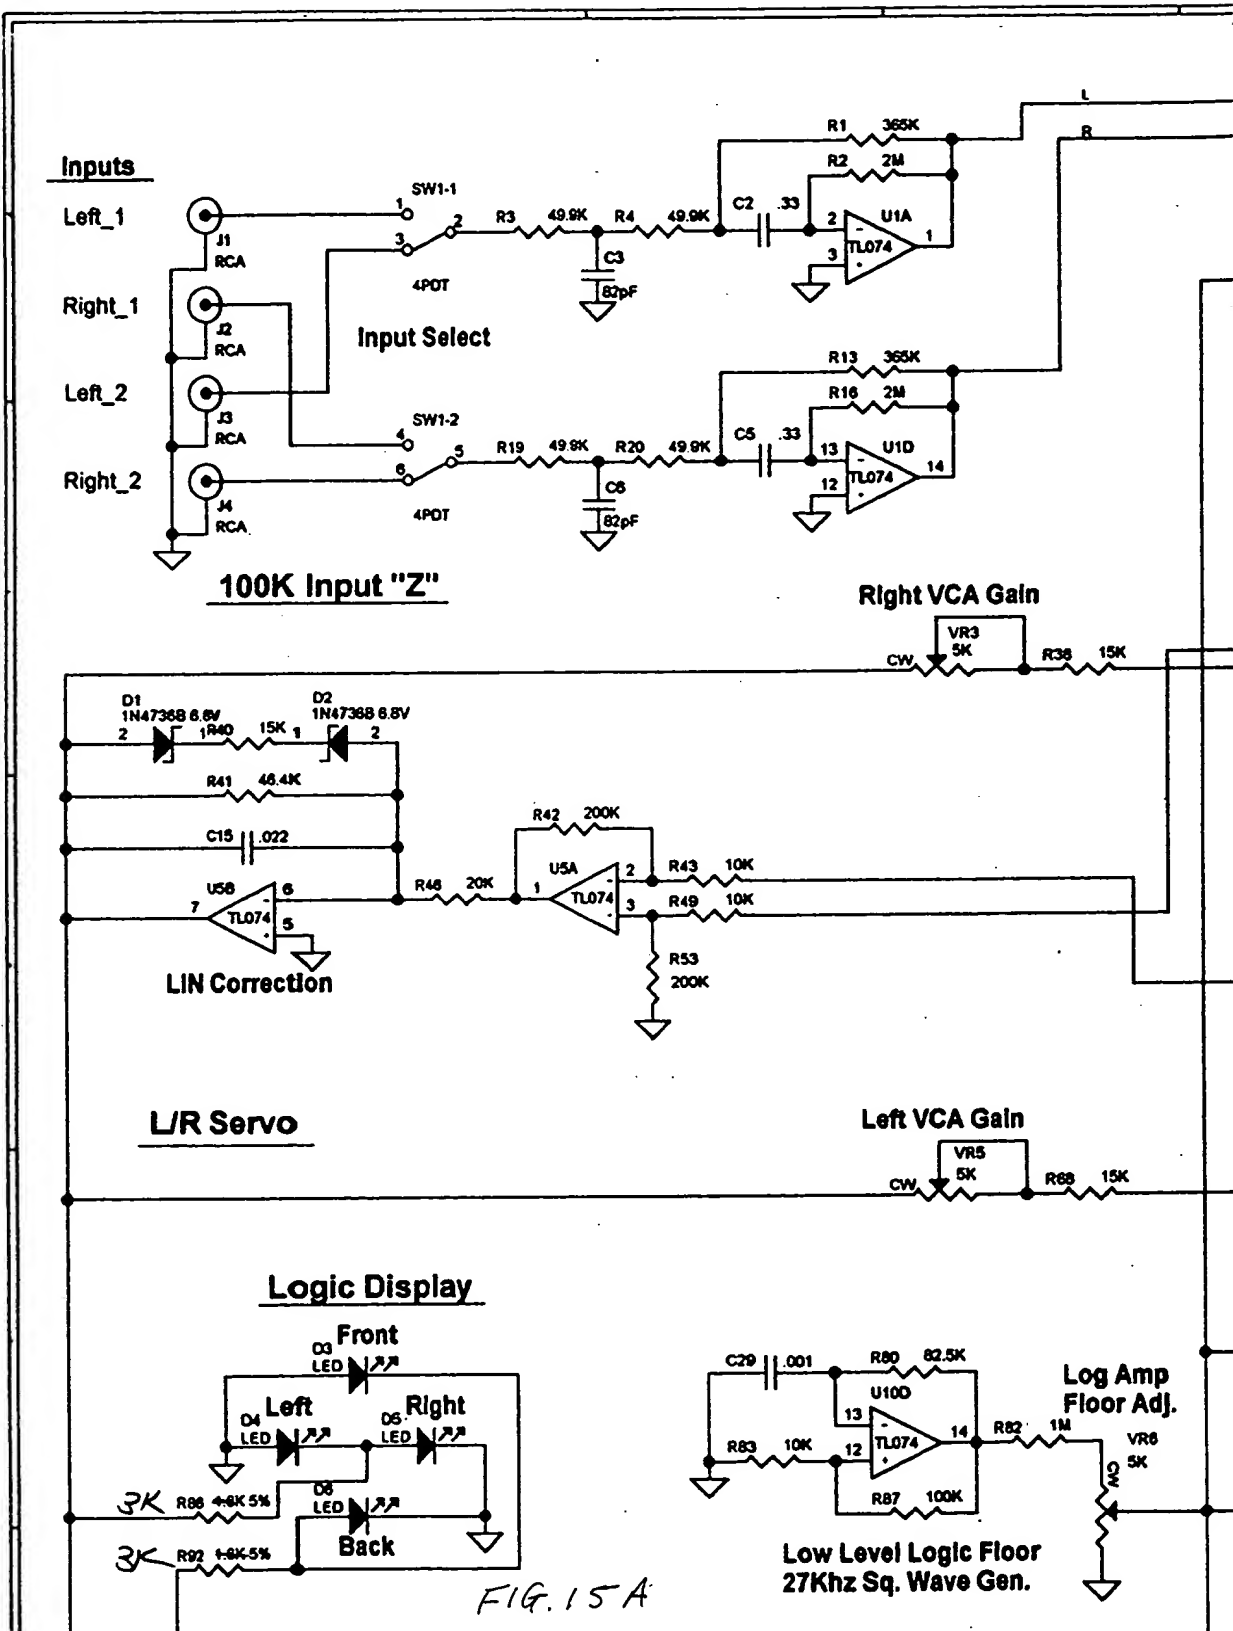 L
R1 365K
R
R2 2M
Inputs
SW1-1
Left_1
1
2
R3 49.9K
R4 49.9K
C2 .33
2
U1A
TL074
1
3
3
J1
RCA
C3
82pF
4PDT
Right_1
J2
RCA
Input Select
R13 365K
Left_2
R16 2M
J3
RCA
SW1-2
4
5
R19 49.9K
R20 49.9K
C5 .33
13
U1D
TL074
14
12
6
Right_2
C6
82pF
J4
RCA
4PDT
100K Input "Z"
Right VCA Gain
VR3
5K
CW
R36 15K
D1
1N4736B 6.8V
D2
1N4736B 6.8V
2
1
R40 15K
1
2
R41 46.4K
R42 200K
C15 .022
U5A
2
R43 10K
U5B
6
R46 20K
1
TL074
7
TL074
3
R49 10K
5
R53
200K
LIN Correction
L/R Servo
Left VCA Gain
VR5
5K
CW
R68 15K
Logic Display
Front
D3
LED
C29 .001
R80 82.5K
Log Amp
Floor Adj.
Left
Right
U10D
D4
LED
D5
LED
13
14
R82 1M
VR6
5K
TL074
R83 10K
12
CW
D6
LED
3K R86 1.6K 5%
R87 100K
Back
3K R92 1.6K 5%
Low Level Logic Floor
27Khz Sq. Wave Gen.
FIG. 15A